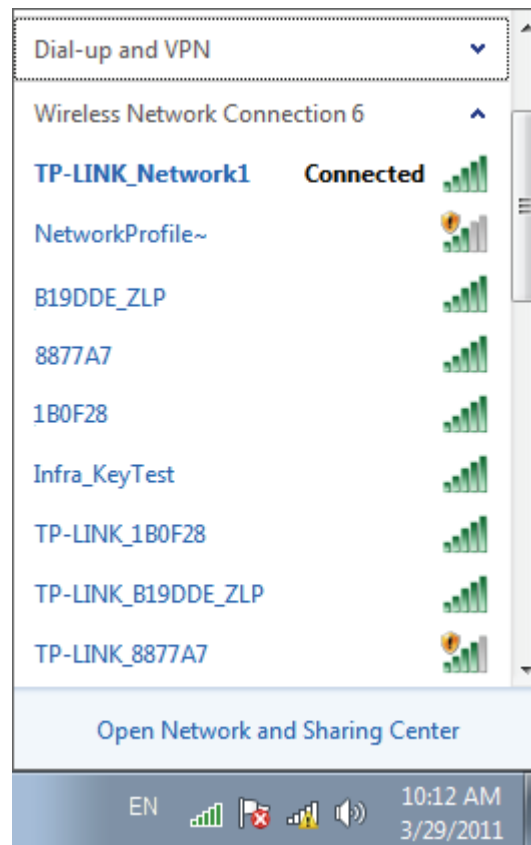 Dial-up and VPN
Wireless Network Connection 6
TP-LINK_Network1 Connected
NetworkProfile~
B19DDE_ZLP
8877A7
1B0F28
Infra_KeyTest
TP-LINK_1B0F28
TP-LINK_B19DDE_ZLP
TP-LINK_8877A7
Open Network and Sharing Center
EN
10:12 AM
3/29/2011